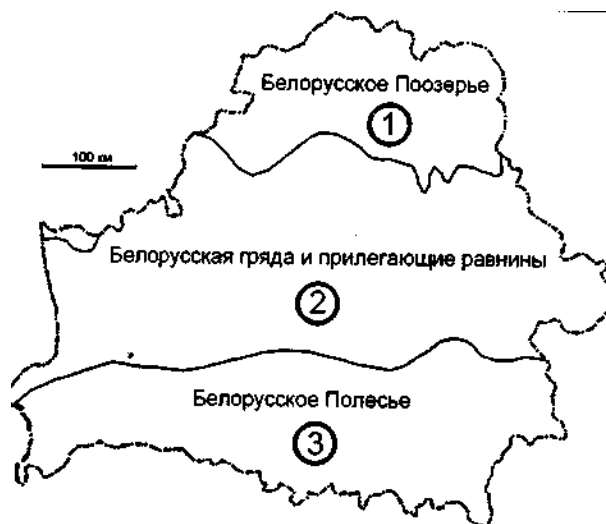 Белорусское Поозерье
1
100 км
Белорусская гряда и прилегающие равнины
2
Белорусское Полесье
3